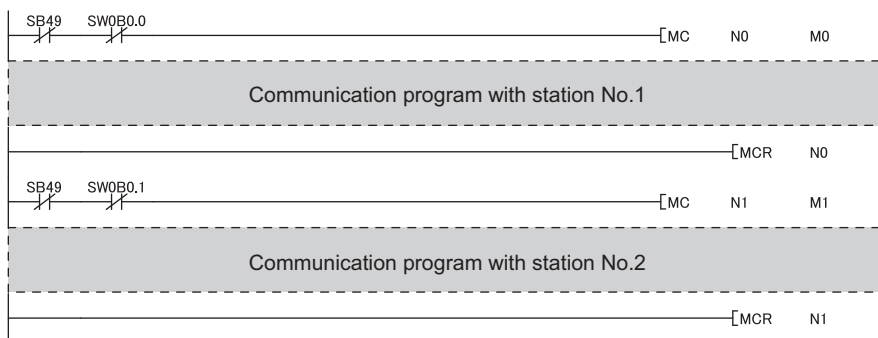 SB49 SW0B0.0
[MC N0 M0
Communication program with station No.1
[MCR N0
SB49 SW0B0.1
[MC N1 M1
Communication program with station No.2
[MCR N1